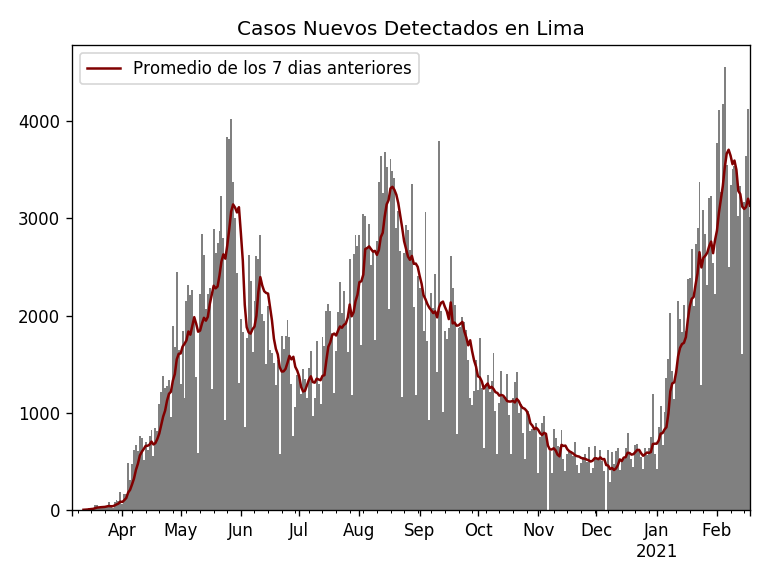 Casos Nuevos Detectados en Lima
Promedio de los 7 dias anteriores
4000
3000
2000
1000
0
Apr May Jun Jul Aug Sep Oct Nov Dec Jan Feb
2021